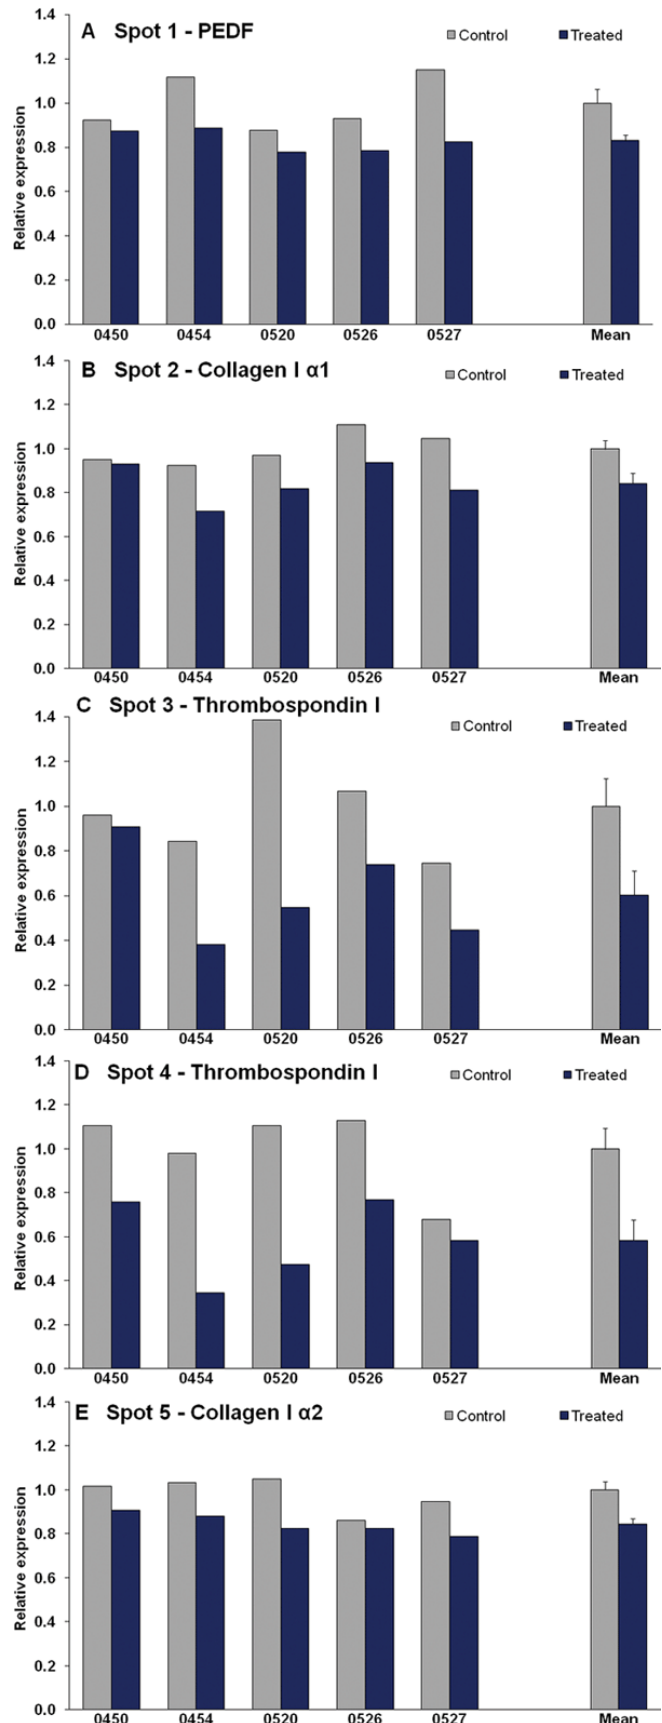 A Spot 1 - PEDF
Control Treated
Relative expression
1.4
1.2
1.0
0.8
0.6
0.4
0.2
0.0
0450 0454 0520 0526 0527 Mean
B Spot 2 - Collagen I α1
Control Treated
Relative expression
1.4
1.2
1.0
0.8
0.6
0.4
0.2
0.0
0450 0454 0520 0526 0527 Mean
C Spot 3 - Thrombospondin I
Control Treated
Relative expression
1.4
1.2
1.0
0.8
0.6
0.4
0.2
0.0
0450 0454 0520 0526 0527 Mean
D Spot 4 - Thrombospondin I
Control Treated
Relative expression
1.4
1.2
1.0
0.8
0.6
0.4
0.2
0.0
0450 0454 0520 0526 0527 Mean
E Spot 5 - Collagen I α2
Control Treated
Relative expression
1.4
1.2
1.0
0.8
0.6
0.4
0.2
0.0
0450 0454 0520 0526 0527 Mean